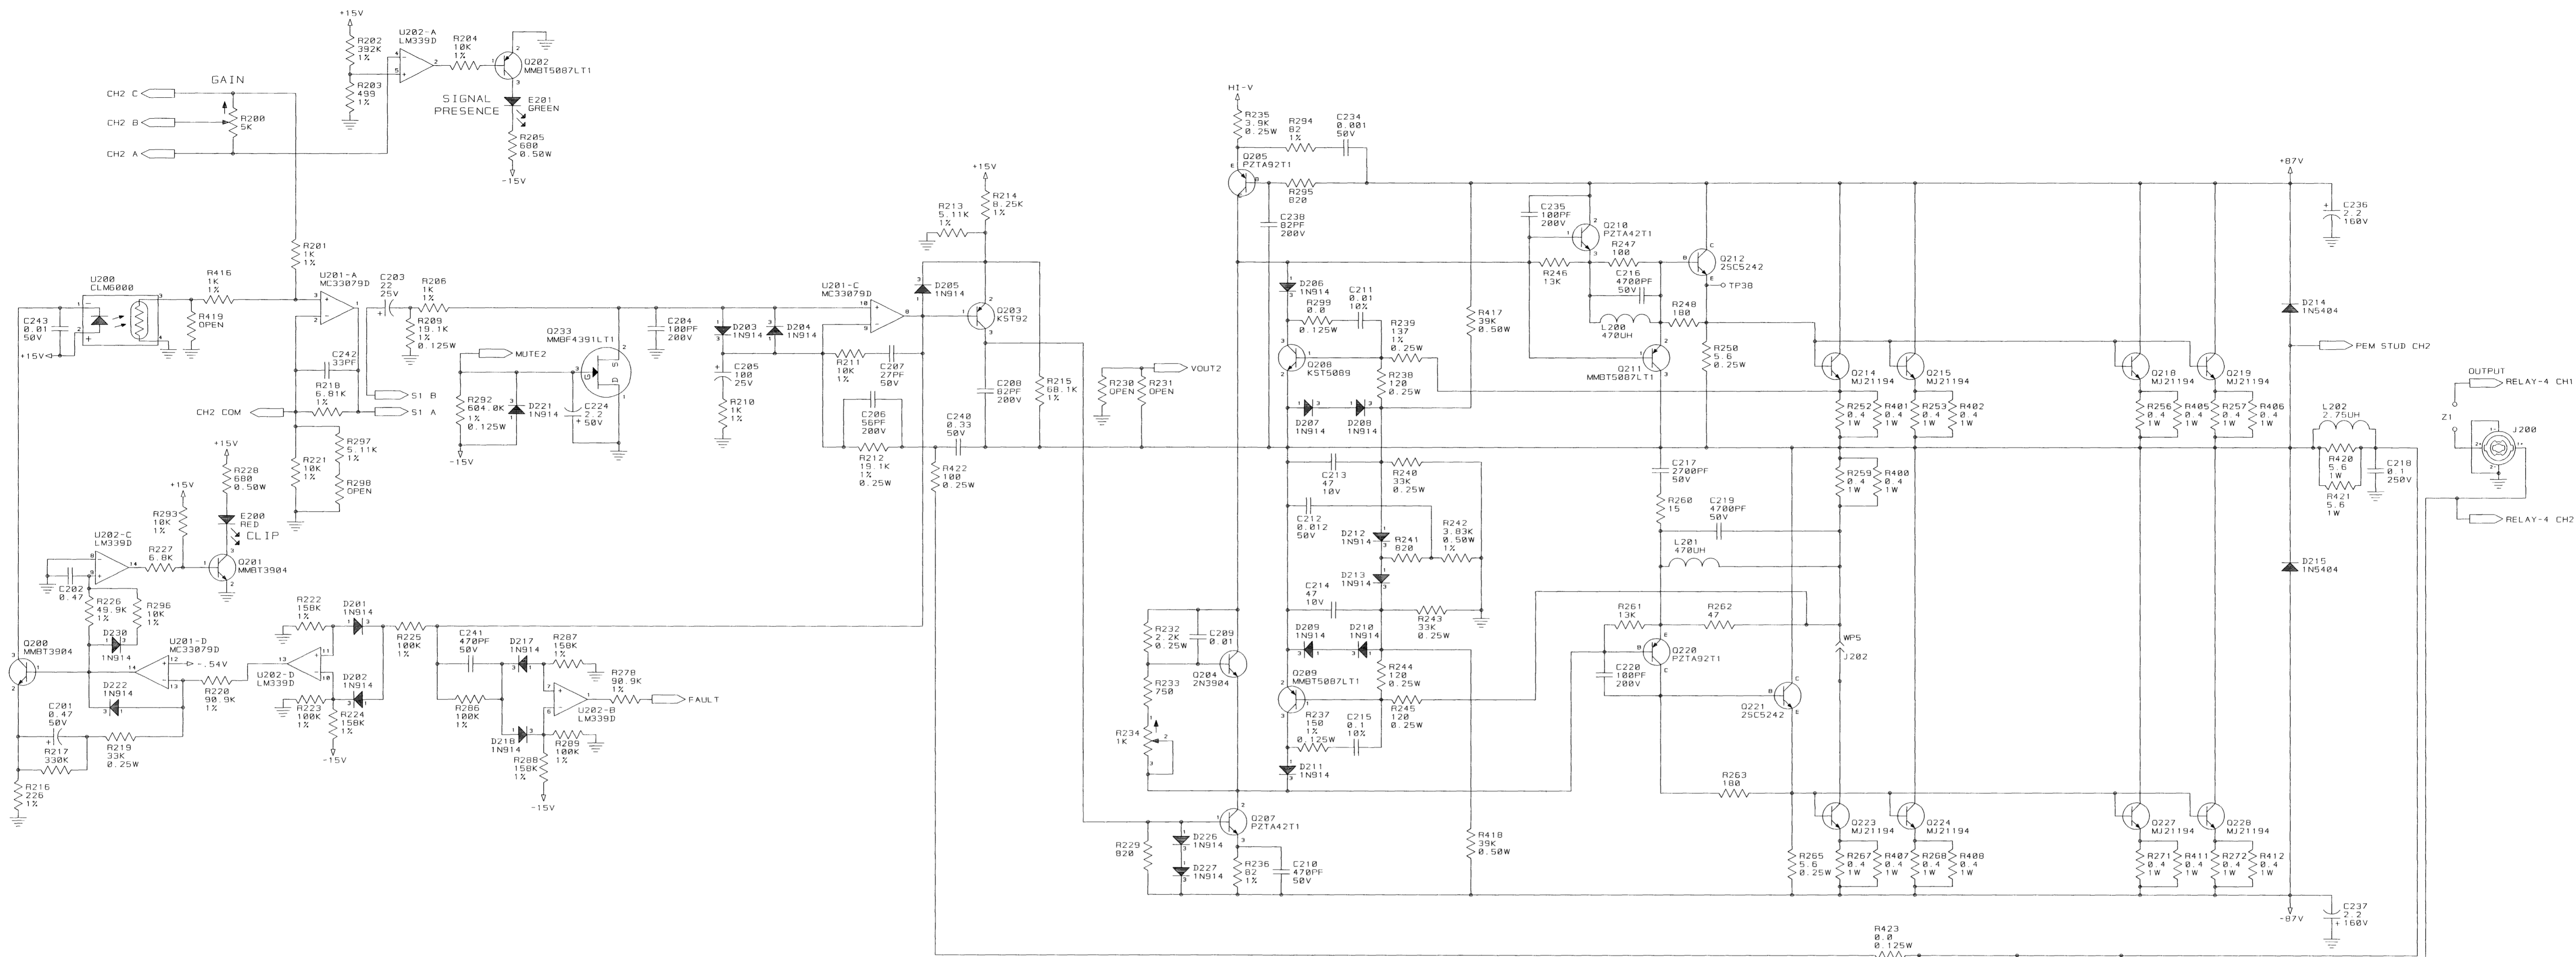 +15V
R202
392K
1%
U202-A
LM339D
R204
10K
1%
Q202
MMBT5087LT1
R203
499
1%
E201
GREEN
SIGNAL
PRESENCE
R205
680
0.50W
-15V
GAIN
CH2 C
CH2 B
R200
5K
CH2 A
R201
1K
1%
U200
CLM6000
R416
1K
1%
R419
OPEN
C243
0.01
50V
+15V
U201-A
MC33079D
C242
33PF
R218
6.81K
1%
CH2 COM
S1 B
S1 A
C203
22
25V
R206
1K
1%
R209
19.1K
1%
0.125W
R221
10K
1%
R297
5.11K
1%
R298
OPEN
MUTE2
Q233
MMBF4391LT1
G
D
S
R292
604.0K
1%
0.125W
D221
1N914
C224
2.2
50V
-15V
C204
100PF
200V
D203
1N914
D204
1N914
C205
100
25V
R210
1K
1%
U201-C
MC33079D
R211
10K
1%
C207
27PF
50V
C206
56PF
200V
R212
19.1K
1%
0.25W
C240
0.33
50V
R422
100
0.25W
D205
1N914
R213
5.11K
1%
+15V
R214
8.25K
1%
Q203
KST92
C208
82PF
200V
R215
68.1K
1%
+15V
R228
680
0.50W
E200
RED
CLIP
+15V
R293
10K
1%
U202-C
LM339D
R227
6.8K
Q201
MMBT3904
C202
0.47
R226
49.9K
1%
R296
10K
1%
D230
1N914
Q200
MMBT3904
U201-D
MC33079D
-.54V
D222
1N914
R220
90.9K
1%
C201
0.47
50V
R217
330K
R219
33K
0.25W
R216
226
1%
R222
158K
1%
D201
1N914
U202-D
LM339D
D202
1N914
R223
100K
1%
R224
158K
1%
-15V
R225
100K
1%
C241
470PF
50V
R286
100K
1%
D217
1N914
R287
158K
1%
D218
1N914
R289
100K
1%
R288
158K
1%
-15V
U202-B
LM339D
R278
90.9K
1%
FAULT
R230
OPEN
R231
OPEN
VOUT2
HI-V
R235
3.9K
0.25W
R294
82
1%
C234
0.001
50V
Q205
PZTA92T1
R295
820
C238
82PF
200V
D206
1N914
R299
0.0
0.125W
C211
0.01
10%
Q208
KST5089
R239
137
1%
0.25W
R238
120
0.25W
D207
1N914
D208
1N914
R417
39K
0.50W
C213
47
10V
R240
33K
0.25W
C212
0.012
50V
D212
1N914
R241
820
R242
3.83K
0.50W
1%
D213
1N914
C214
47
10V
R243
33K
0.25W
D209
1N914
D210
1N914
Q209
MMBT5087LT1
R244
120
0.25W
R245
120
0.25W
R237
150
1%
0.125W
C215
0.1
10%
D211
1N914
R232
2.2K
0.25W
C209
0.01
Q204
2N3904
R233
750
R234
1K
Q207
PZTA42T1
R229
820
D226
1N914
D227
1N914
R236
82
1%
C210
470PF
50V
R418
39K
0.50W
C235
100PF
200V
Q210
PZTA42T1
R246
13K
R247
100
C216
4700PF
50V
L200
470UH
Q211
MMBT5087LT1
Q212
2SC5242
TP38
R248
180
R250
5.6
0.25W
C217
2700PF
50V
R260
15
C219
4700PF
50V
L201
470UH
R261
13K
R262
47
Q220
PZTA92T1
C220
100PF
200V
WP5
J202
Q221
2SC5242
R263
180
R265
5.6
0.25W
Q214
MJ21194
Q215
MJ21194
Q218
MJ21194
Q219
MJ21194
R252
0.4
1W
R401
0.4
1W
R253
0.4
1W
R402
0.4
1W
R256
0.4
1W
R405
0.4
1W
R257
0.4
1W
R406
0.4
1W
R259
0.4
1W
R400
0.4
1W
Q223
MJ21194
Q224
MJ21194
Q227
MJ21194
Q228
MJ21194
R267
0.4
1W
R407
0.4
1W
R268
0.4
1W
R408
0.4
1W
R271
0.4
1W
R411
0.4
1W
R272
0.4
1W
R412
0.4
1W
+87V
C236
2.2
160V
D214
1N5404
PEM STUD CH2
D215
1N5404
-87V
C237
2.2
160V
L202
2.75UH
R420
5.6
1W
R421
5.6
1W
C218
0.1
250V
OUTPUT
RELAY-4 CH1
Z1
J200
RELAY-4 CH2
R423
0.0
0.125W